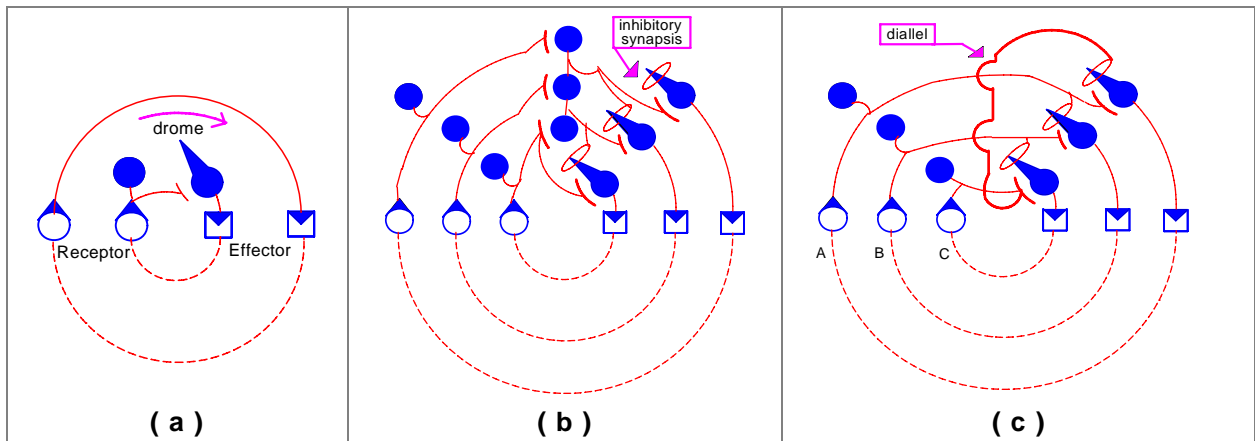 drome
Receptor
Effector
( a )
inhibitory
synapsis
( b )
diallel
A
B
C
( c )